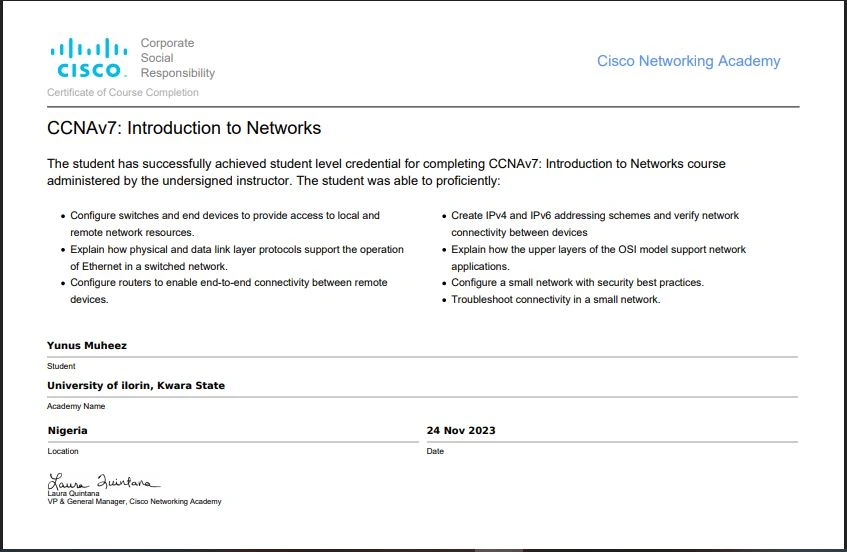 Corporate
Social
Responsibility
CISCO
Cisco Networking Academy
Certificate of Course Completion
CCNAv7: Introduction to Networks
The student has successfully achieved student level credential for completing CCNAv7: Introduction to Networks course
administered by the undersigned instructor. The student was able to proficiently:
• Configure switches and end devices to provide access to local and
remote network resources.
• Explain how physical and data link layer protocols support the operation
of Ethernet in a switched network.
• Configure routers to enable end-to-end connectivity between remote
devices.
• Create IPv4 and IPv6 addressing schemes and verify network
connectivity between devices
• Explain how the upper layers of the OSI model support network
applications.
• Configure a small network with security best practices.
• Troubleshoot connectivity in a small network.
Yunus Muheez
Student
University of ilorin, Kwara State
Academy Name
Nigeria
Location
24 Nov 2023
Date
Laura Quintana
Laura Quintana
VP & General Manager, Cisco Networking Academy